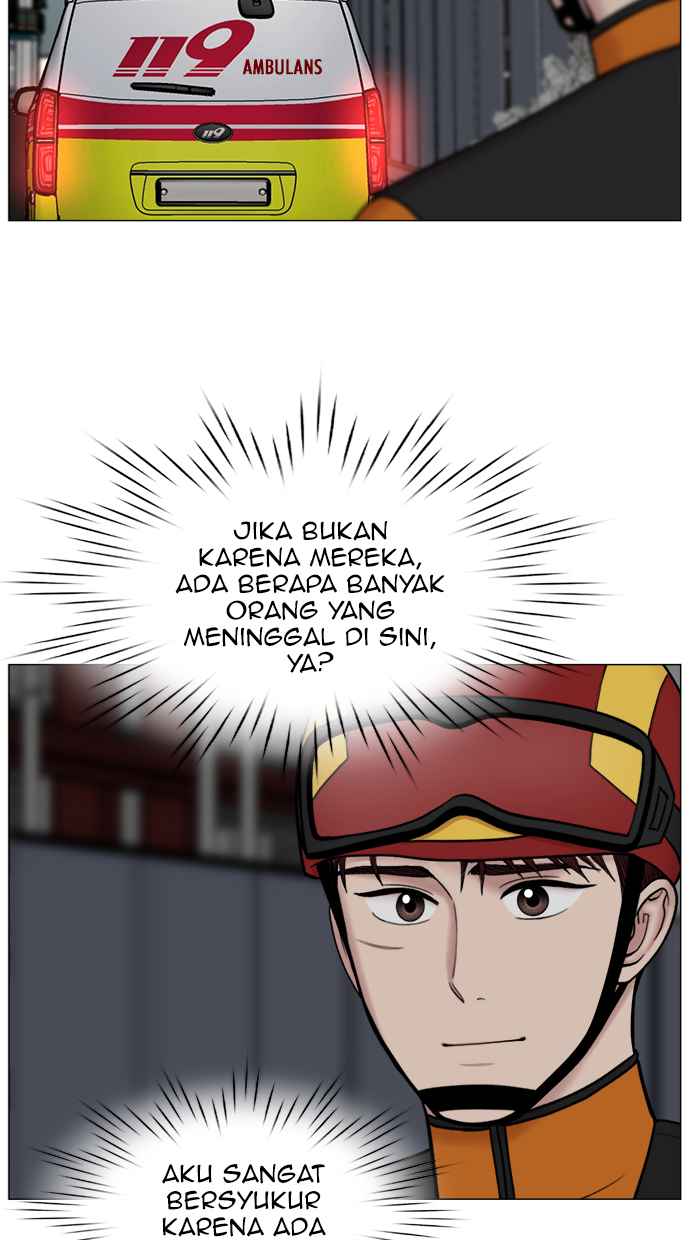 119 AMBULANS
119
JIKA BUKAN
KARENA MEREKA,
ADA BERAPA BANYAK
ORANG YANG
MENINGGAL DI SINI,
YA?
AKU SANGAT
BERSYUKUR
KARENA ADA